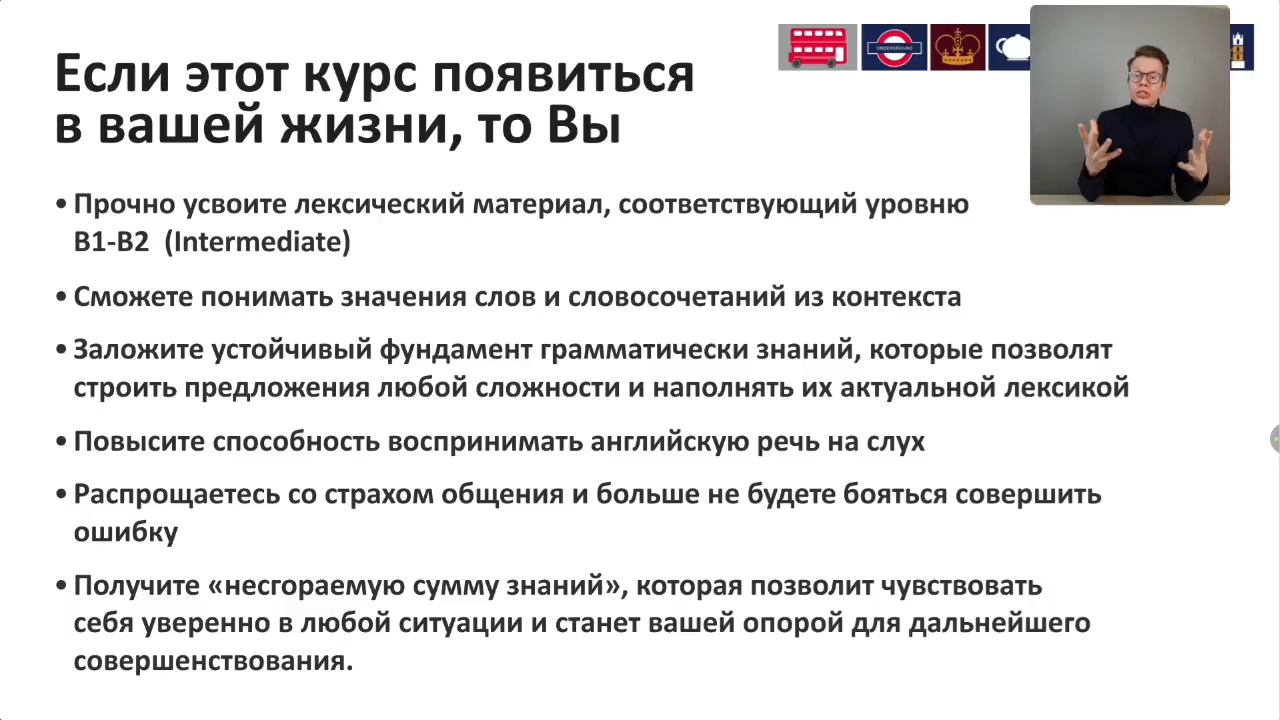 Если этот курс появиться
в вашей жизни, то Вы
UNDERGROUND
• Прочно усвоите лексический материал, соответствующий уровню
B1-B2 (Intermediate)
• Сможете понимать значения слов и словосочетаний из контекста
• Заложите устойчивый фундамент грамматически знаний, которые позволят
строить предложения любой сложности и наполнять их актуальной лексикой
• Повысите способность воспринимать английскую речь на слух
• Распрощаетесь со страхом общения и больше не будете бояться совершить
ошибку
• Получите «несгораемую сумму знаний», которая позволит чувствовать
себя уверенно в любой ситуации и станет вашей опорой для дальнейшего
совершенствования.